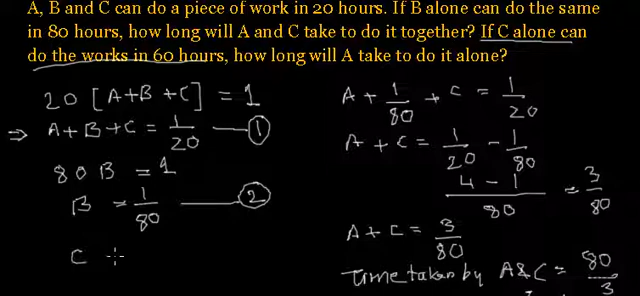 A, B and C can do a piece of work in 20 hours. If B alone can do the same
in 80 hours, how long will A and C take to do it together? If C alone can
do the works in 60 hours, how long will A take to do it alone?
20 [A+B+C] = 1
⇒ A+B+C = 1/20 — ①
80 B = 1
B = 1/80 — ②
C
A + 1/80 + C = 1/20
A + C = 1/20 - 1/80
4 - 1/80 = 3/80
A + C = 3/80
Time taken by A&C = 80/3